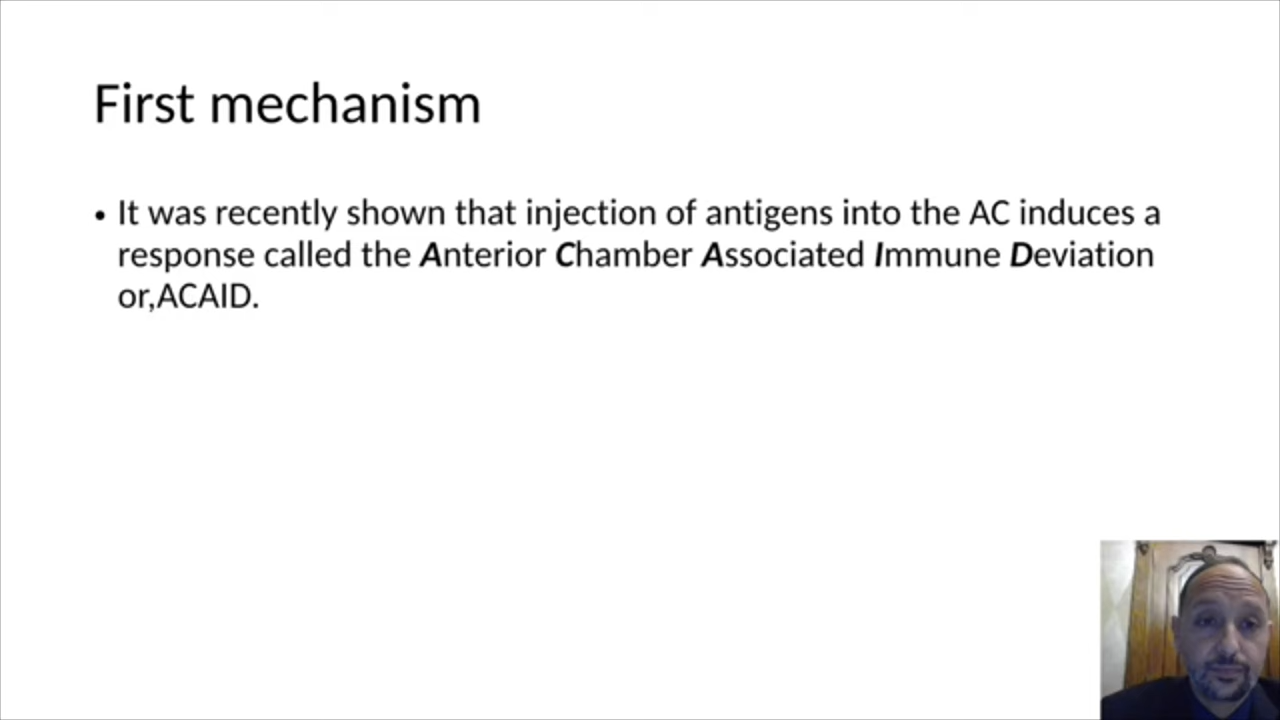 First mechanism
• It was recently shown that injection of antigens into the AC induces a
response called the Anterior Chamber Associated Immune Deviation
or,ACAID.